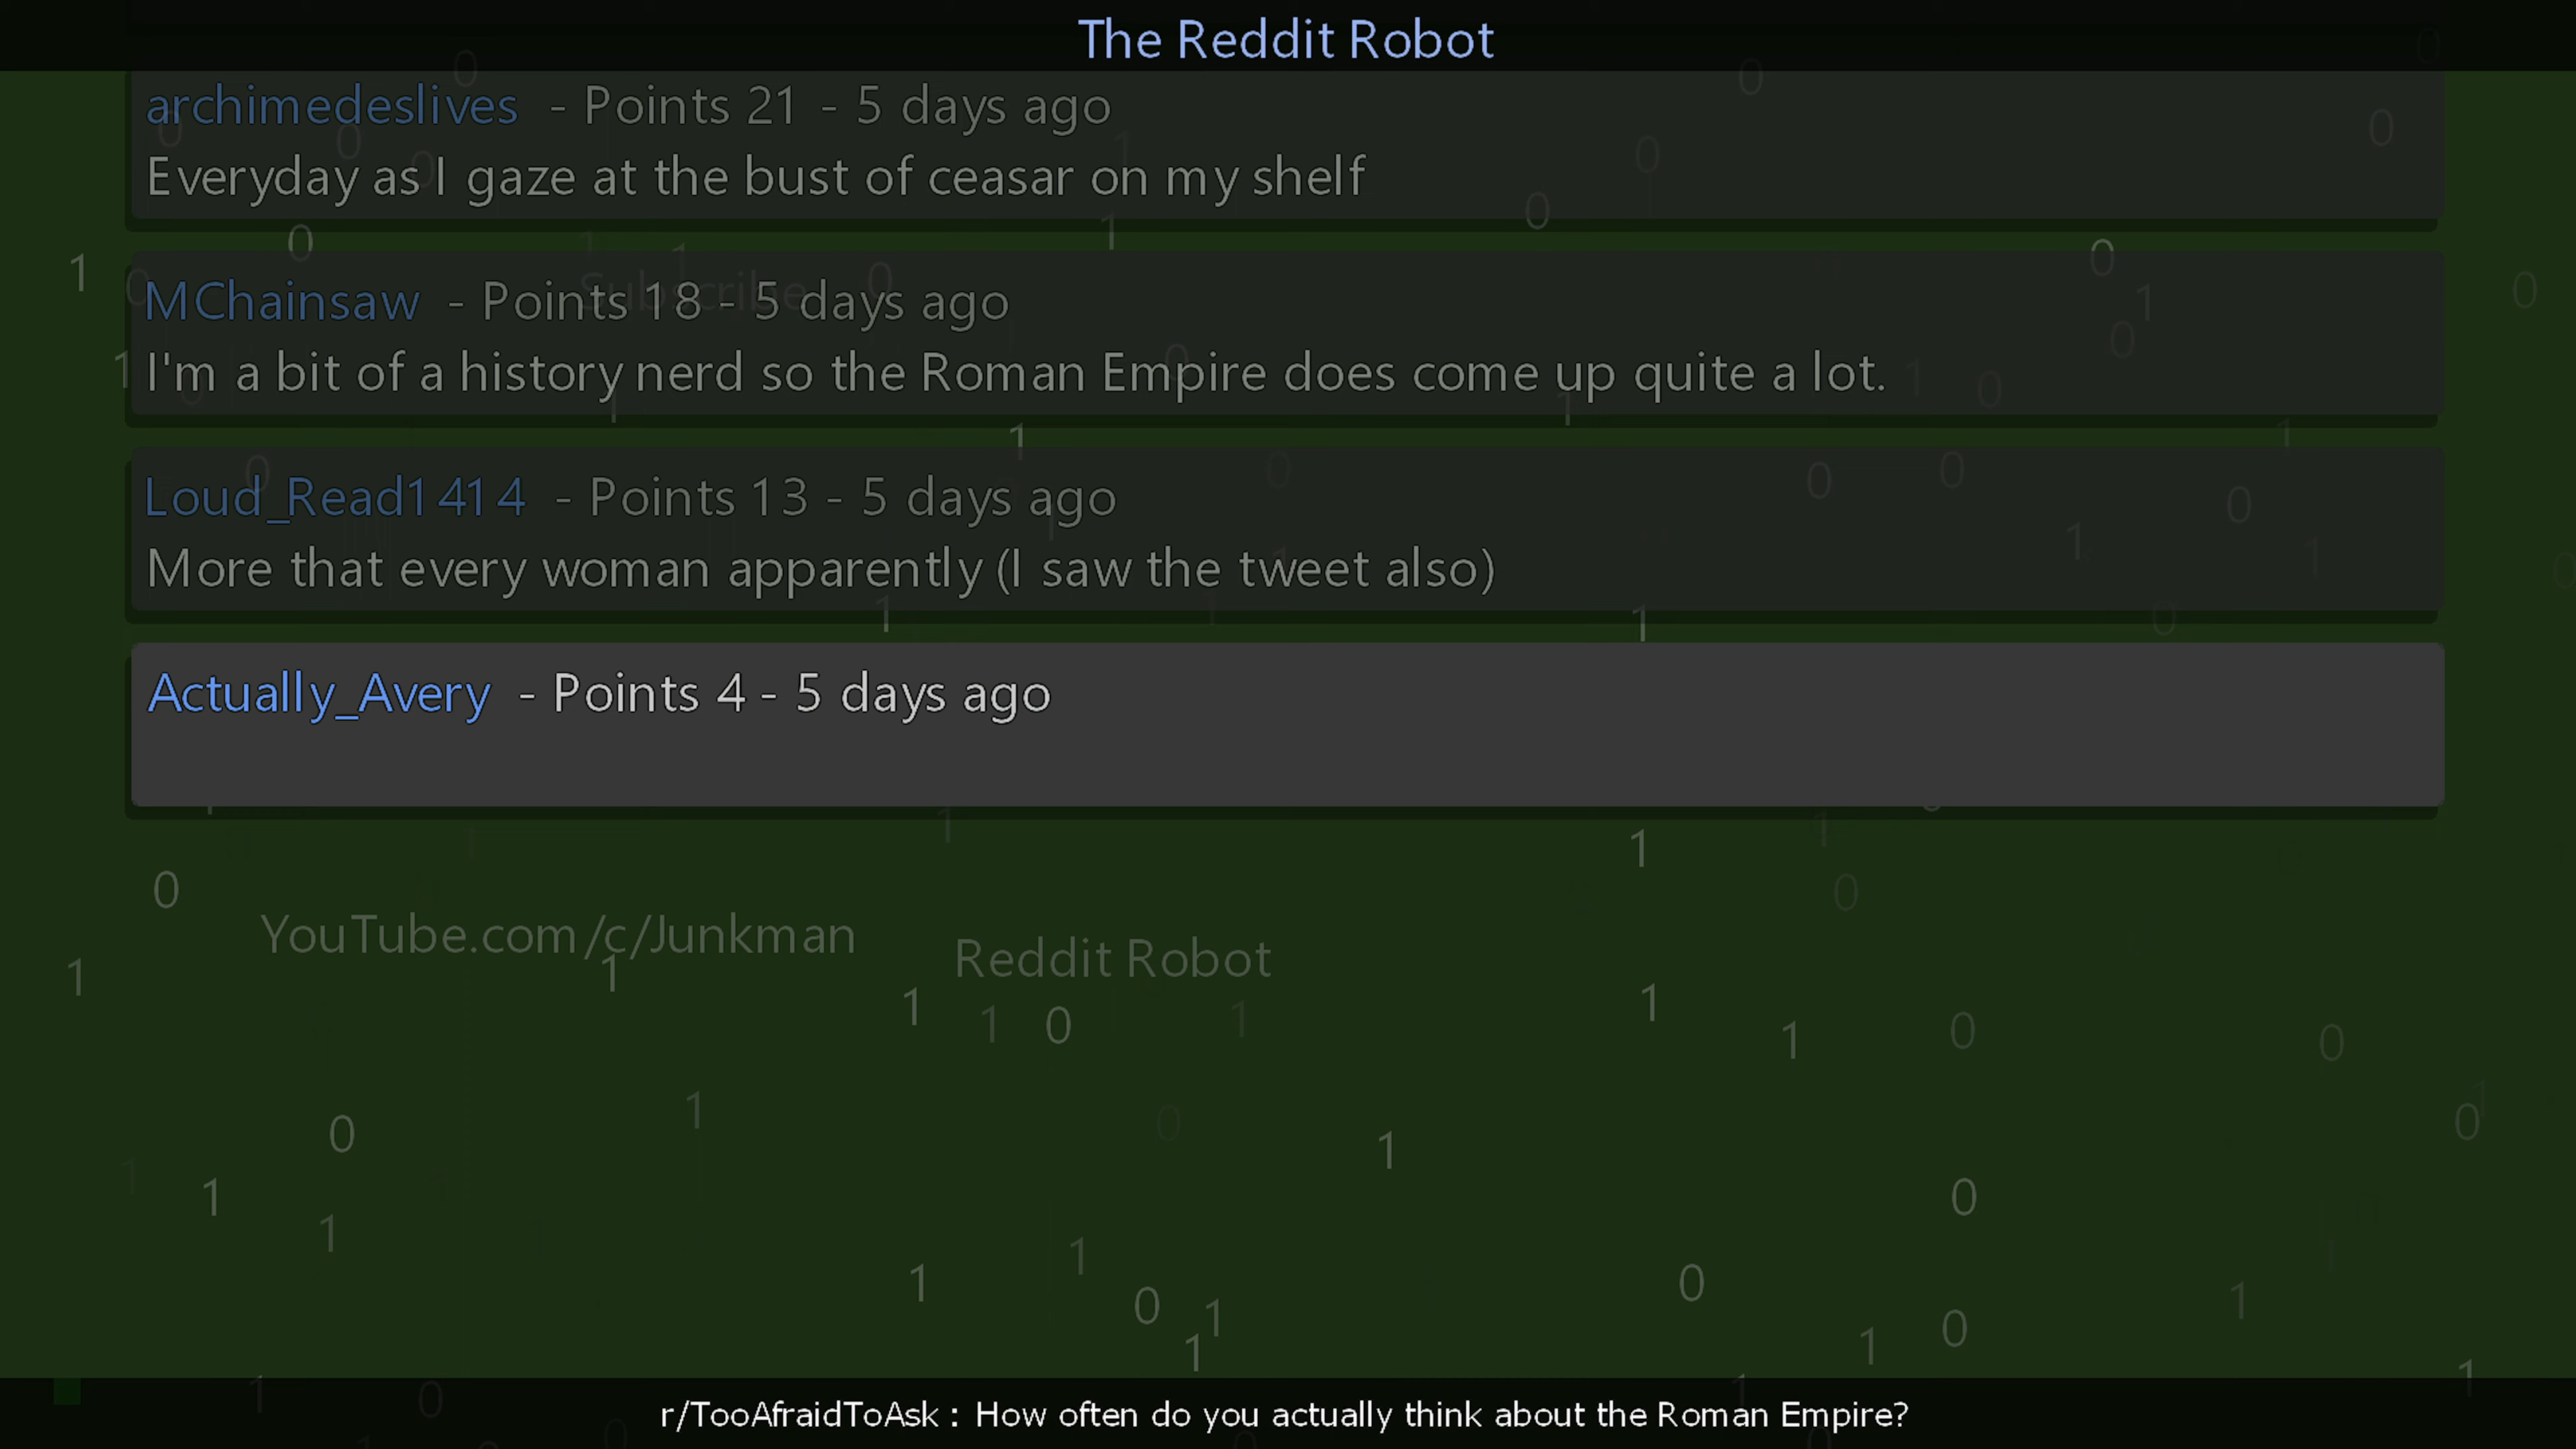 The Reddit Robot
archimedeslives - Points 21 - 5 days ago
Everyday as I gaze at the bust of ceasar on my shelf
Subscribe
MChainsaw - Points 18 - 5 days ago
I'm a bit of a history nerd so the Roman Empire does come up quite a lot.
Loud_Read1414 - Points 13 - 5 days ago
More that every woman apparently (I saw the tweet also)
Actually_Avery - Points 4 - 5 days ago
YouTube.com/c/Junkman
Reddit Robot
r/TooAfraidToAsk : How often do you actually think about the Roman Empire?